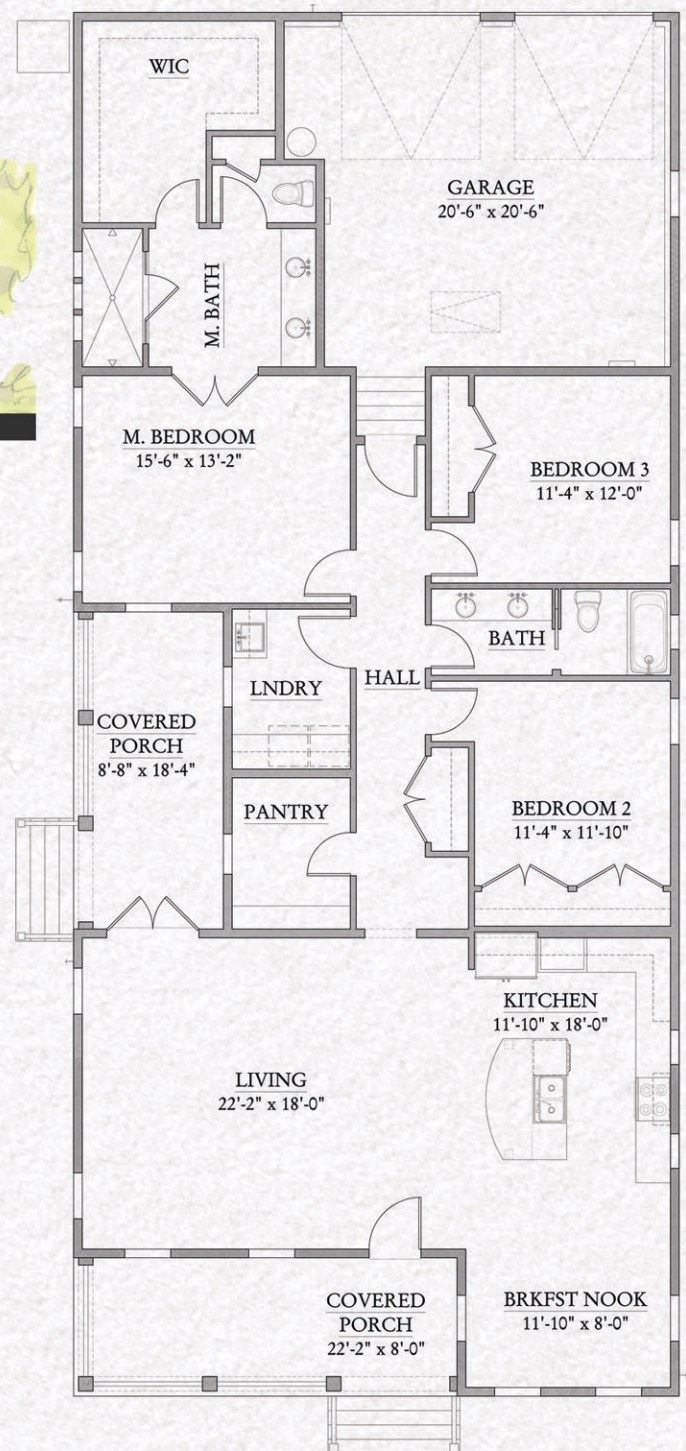 WIC
GARAGE
20'-6" x 20'-6"
M. BATH
M. BEDROOM
15'-6" x 13'-2"
BEDROOM 3
11'-4" x 12'-0"
BATH
HALL
LNDRY
COVERED
PORCH
8'-8" x 18'-4"
PANTRY
BEDROOM 2
11'-4" x 11'-10"
KITCHEN
11'-10" x 18'-0"
LIVING
22'-2" x 18'-0"
COVERED
PORCH
22'-2" x 8'-0"
BRKFST NOOK
11'-10" x 8'-0"